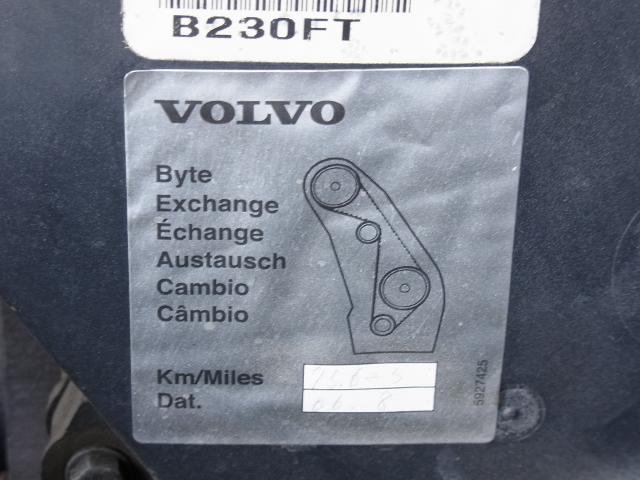 B230FT
VOLVO
Byte
Exchange
Échange
Austausch
Cambio
Câmbio
Km/Miles
Dat.
5927425